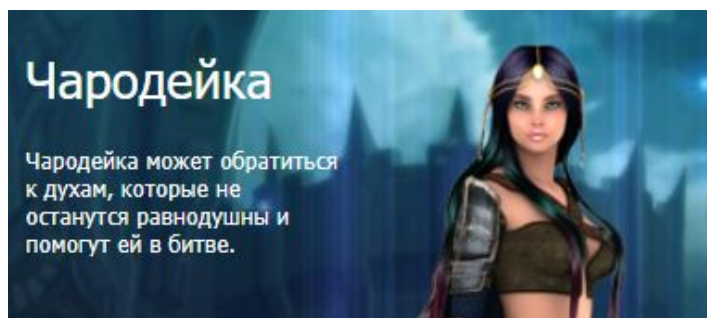 Чародейка
Чародейка может обратиться
к духам, которые не
останутся равнодушны и
помогут ей в битве.